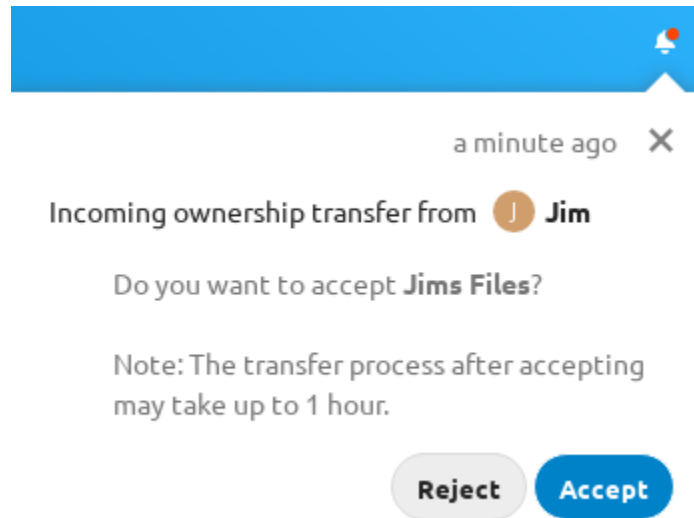 a minute ago
Incoming ownership transfer from J Jim
Do you want to accept Jims Files?
Note: The transfer process after accepting
may take up to 1 hour.
Reject Accept